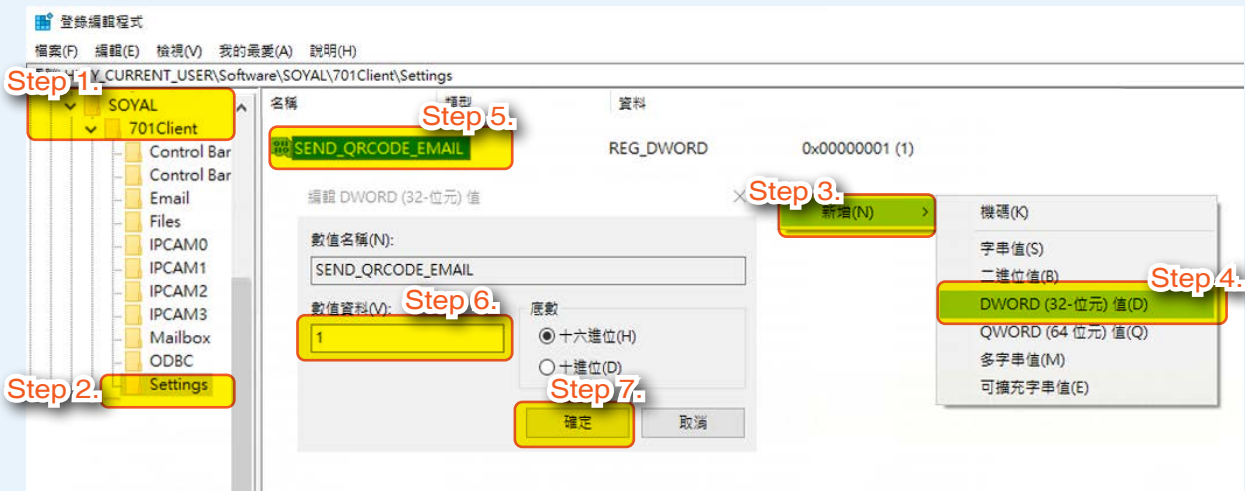 登錄編輯程式
檔案(F) 編輯(E) 檢視(V) 我的最愛(A) 說明(H)
Y_CURRENT_USER\Software\SOYAL\701Client\Settings
Step 1.
SOYAL
701Client
Control Bar
Control Bar
Email
Files
IPCAM0
IPCAM1
IPCAM2
IPCAM3
Mailbox
ODBC
Step 2.
Settings
名稱 類型 資料
Step 5.
SEND_QRCODE_EMAIL REG_DWORD 0x00000001 (1)
編輯 DWORD (32-位元) 值
數值名稱(N):
SEND_QRCODE_EMAIL
數值資料(V):
Step 6.
1
底數
十六進位(H)
十進位(D)
Step 7.
確定 取消
Step 3.
新增(N)
機碼(K)
字串值(S)
二進位值(B)
Step 4.
DWORD (32-位元) 值(D)
QWORD (64 位元) 值(Q)
多字串值(M)
可擴充字串值(E)